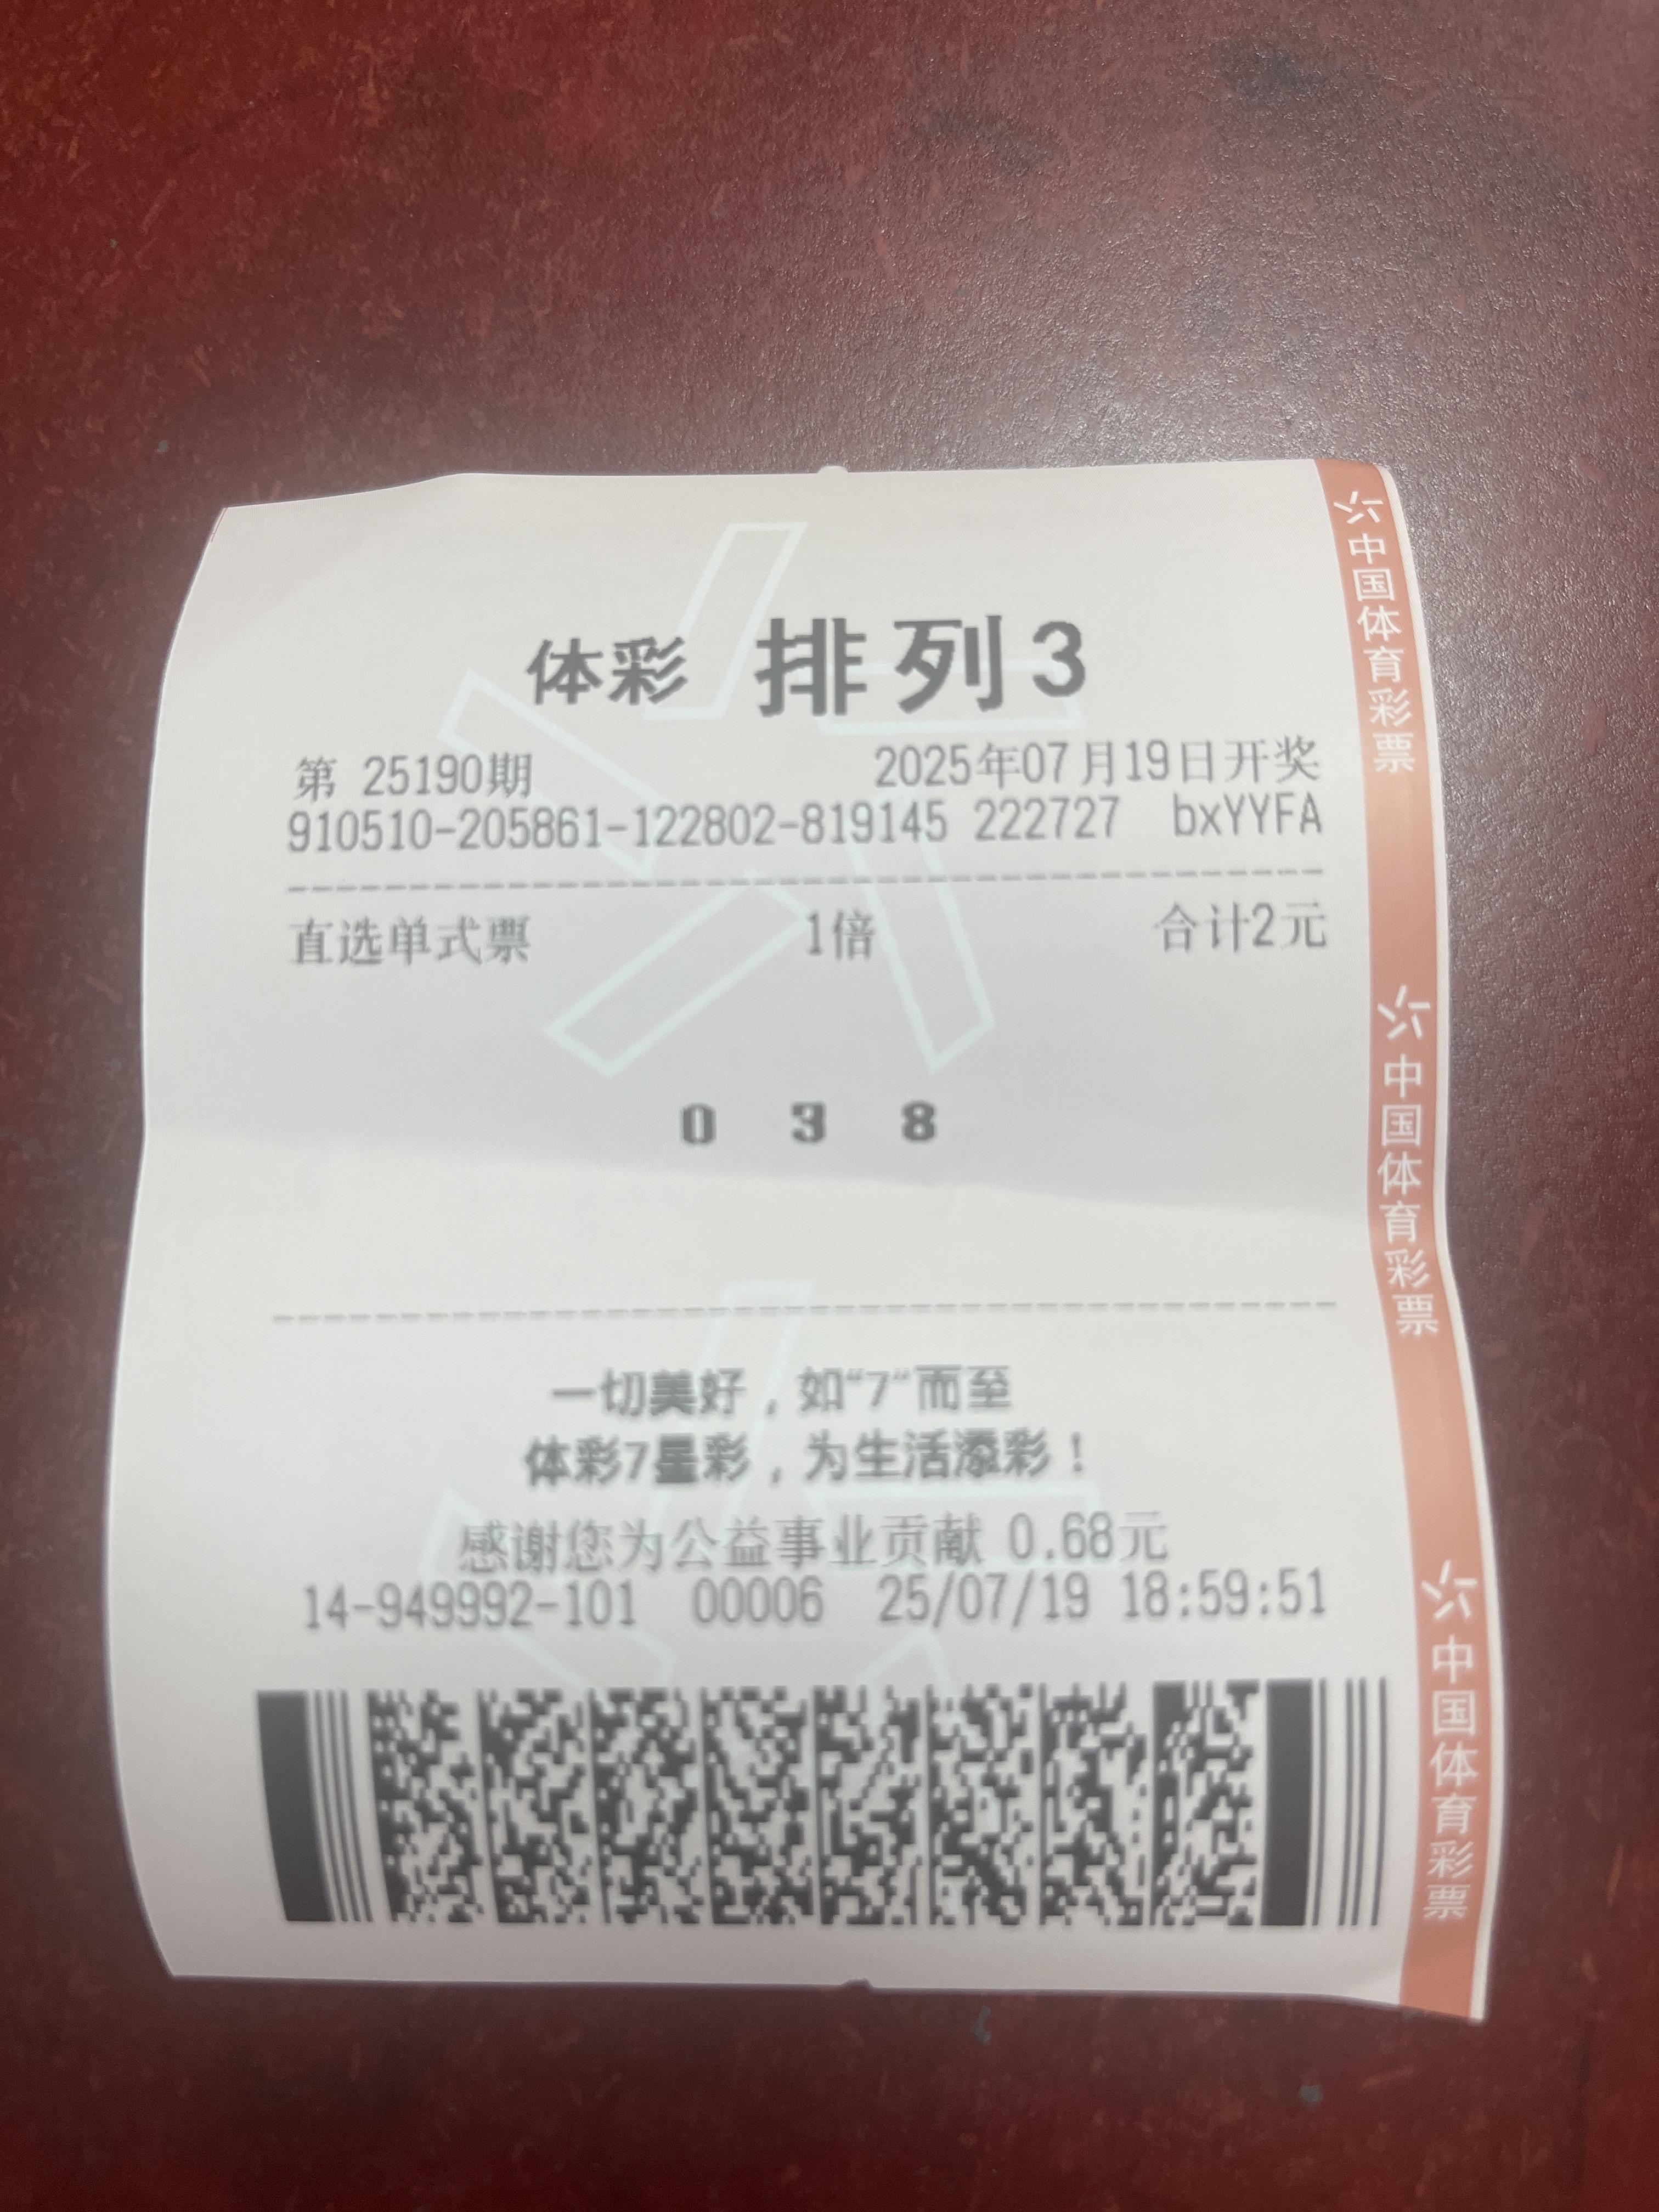 体彩 排列3
第 25190期 2025年07月19日开奖
910510-205861-122802-819145 222727 bxYYFA
直选单式票 1倍 合计2元
0 3 8
一切美好，如“7”而至
体彩7星彩，为生活添彩！
感谢您为公益事业贡献 0.68元
14-949992-101 00006 25/07/19 18:59:51
中国体育彩票
中国体育彩票
中国体育彩票